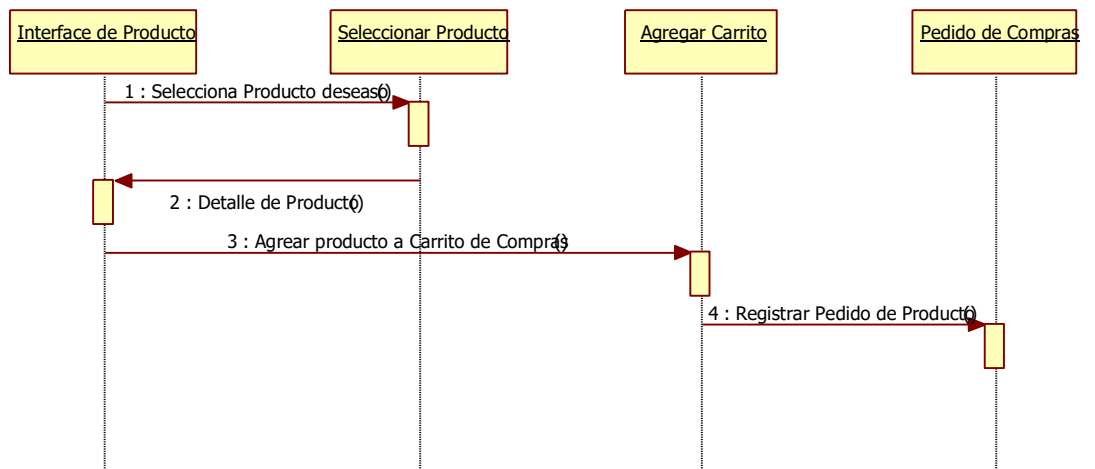 Interface de Producto
Seleccionar Producto
Agregar Carrito
Pedido de Compras
1 : Selecciona Producto deseaso()
2 : Detalle de Producto()
3 : Agrear producto a Carrito de Compras()
4 : Registrar Pedido de Producto()